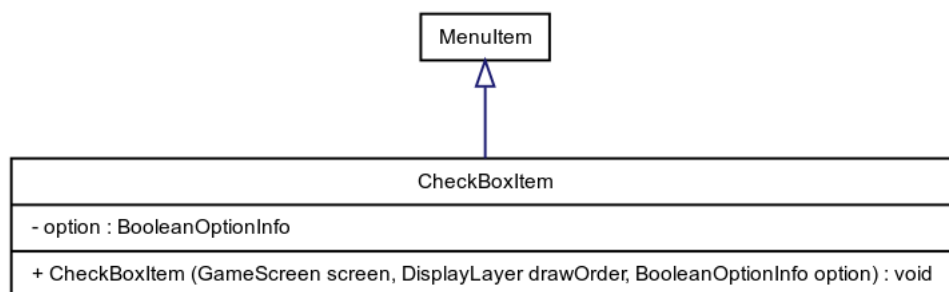 MenuItem
CheckBoxItem
- option : BooleanOptionInfo
+ CheckBoxItem (GameScreen screen, DisplayLayer drawOrder, BooleanOptionInfo option) : void